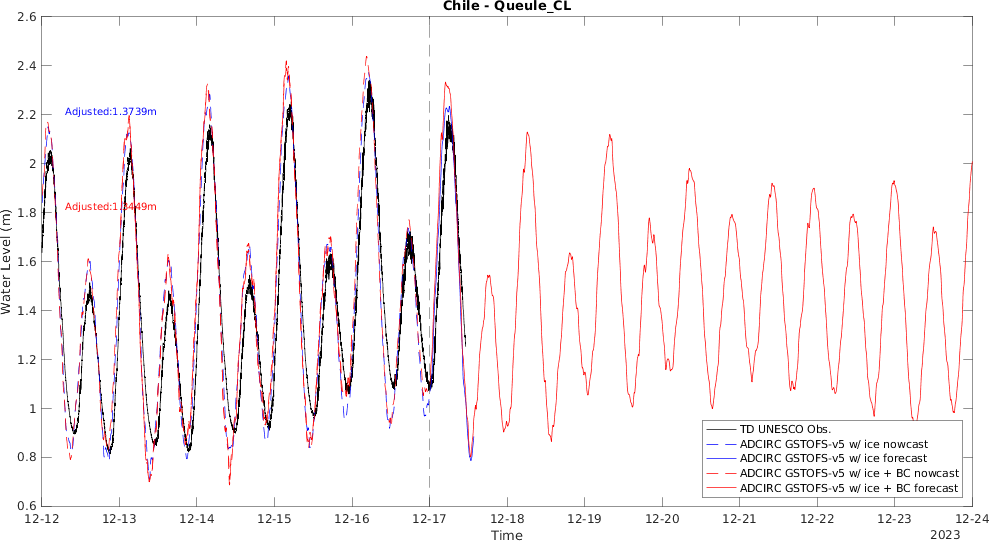 Chile - Queule_CL
2.6
2.4
2.2
2
1.8
1.6
1.4
1.2
1
0.8
0.6
Water Level (m)
Adjusted:1.3739m
Adjusted:1.3449m
TD UNESCO Obs.
ADCIRC GSTOFS-v5 w/ ice nowcast
ADCIRC GSTOFS-v5 w/ ice forecast
ADCIRC GSTOFS-v5 w/ ice + BC nowcast
ADCIRC GSTOFS-v5 w/ ice + BC forecast
12-12 12-13 12-14 12-15 12-16 12-17 12-18 12-19 12-20 12-21 12-22 12-23 12-24
Time
2023